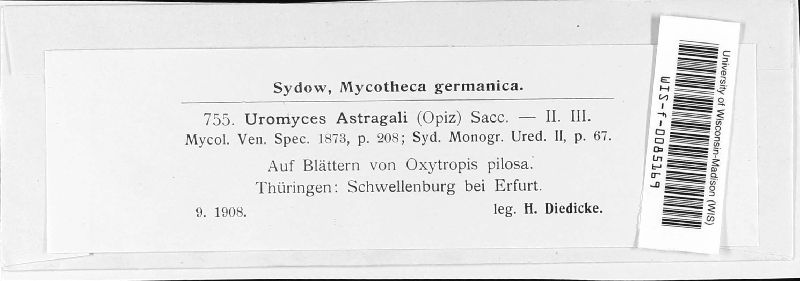 Sydow, Mycotheca germanica.
755. Uromyces Astragali (Opiz) Sacc. — II. III.
Mycol. Ven. Spec. 1873, p. 208; Syd. Monogr. Ured. II, p. 67.
Auf Blättern von Oxytropis pilosa.
Thüringen: Schwellenburg bei Erfurt.
9. 1908. leg. H. Diedicke.
University of Wisconsin-Madison (WIS)